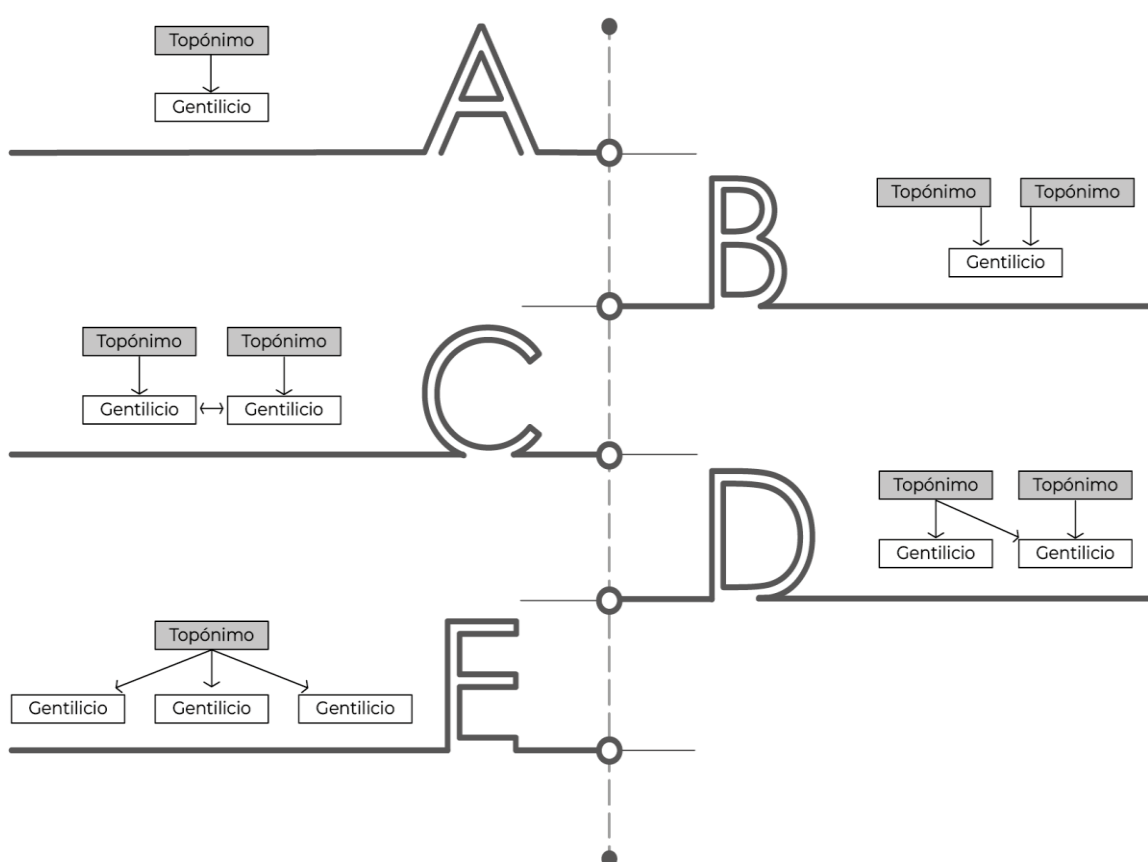 Topónimo
Gentilicio
A
B
Topónimo Topónimo
Gentilicio
Topónimo Topónimo
Gentilicio Gentilicio
C
D
Topónimo Topónimo
Gentilicio Gentilicio
Topónimo
Gentilicio Gentilicio Gentilicio
E